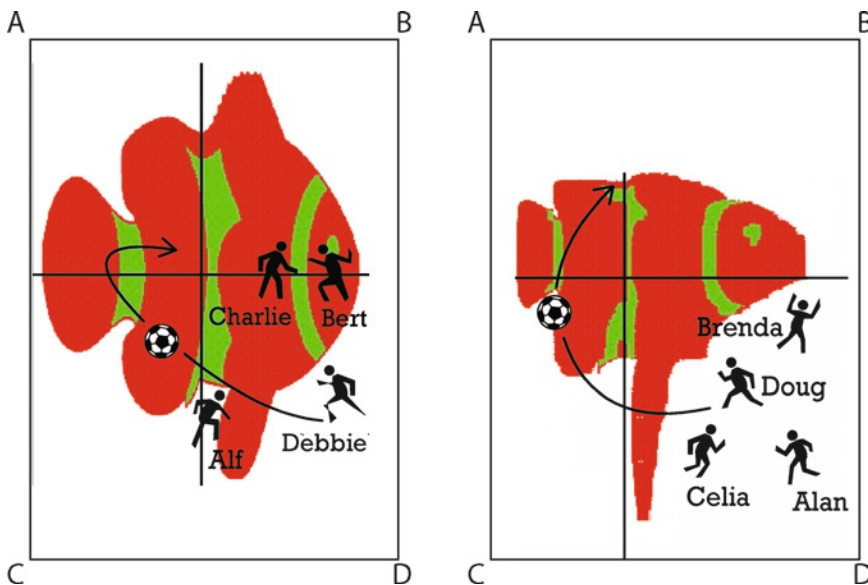 A B
Charlie Bert
Debbie
Alf
C D
A B
Brenda
Doug
Celia Alan
C D